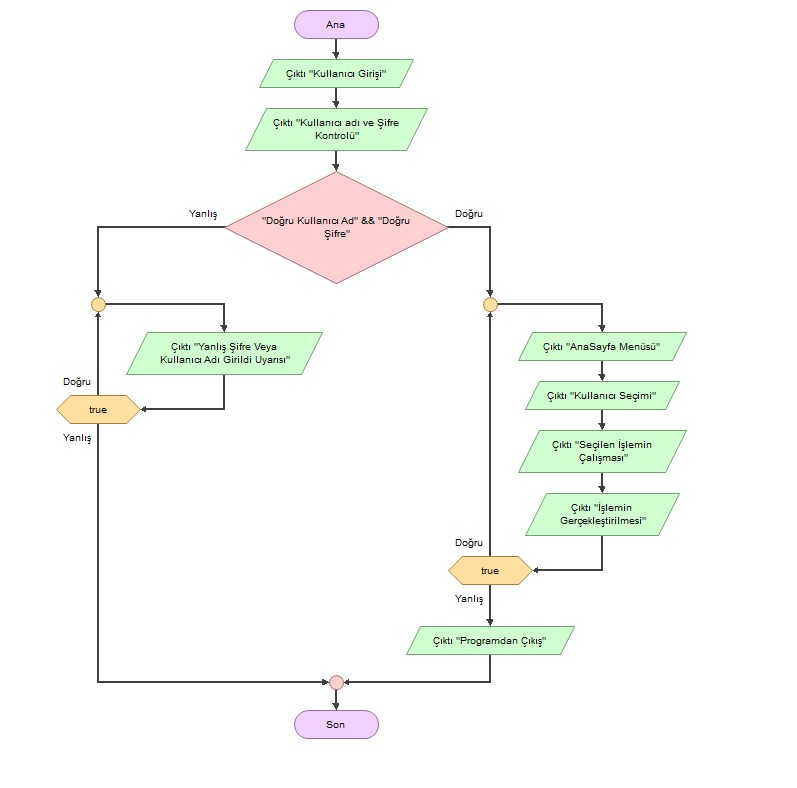 Ana
Çıktı "Kullanıcı Girişi"
Çıktı "Kullanıcı adı ve Şifre
Kontrolü"
Yanlış
"Doğru Kullanıcı Ad" && "Doğru
Şifre"
Doğru
Çıktı "Yanlış Şifre Veya
Kullanıcı Adı Girildi Uyarısı"
Doğru
true
Yanlış
Çıktı "AnaSayfa Menüsü"
Çıktı "Kullanıcı Seçimi"
Çıktı "Seçilen İşlemin
Çalışması"
Çıktı "İşlemin
Gerçekleştirilmesi"
Doğru
true
Yanlış
Çıktı "Programdan Çıkış"
Son